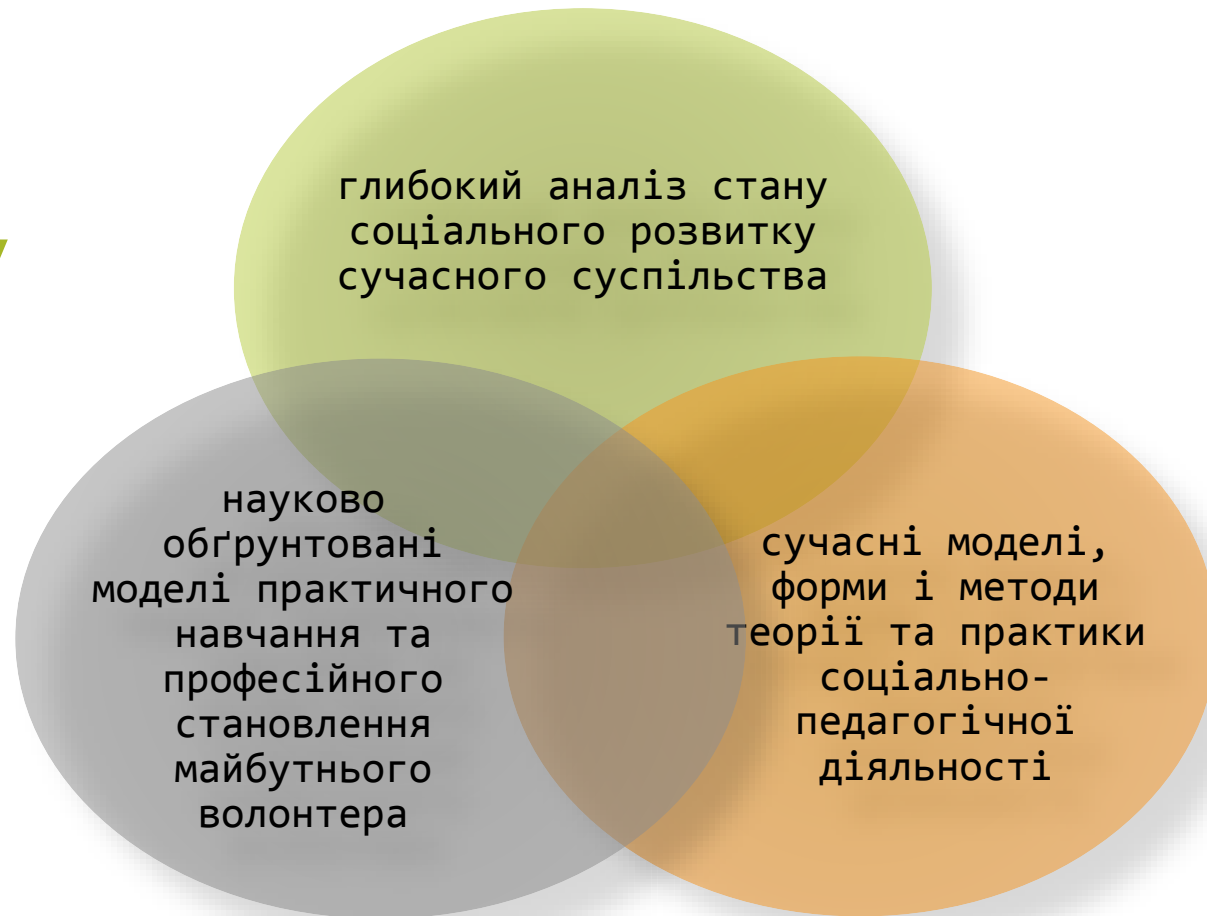 глибокий аналіз стану
соціального розвитку
сучасного суспільства
науково
обґрунтовані
моделі практичного
навчання та
професійного
становлення
майбутнього
волонтера
сучасні моделі,
форми і методи
теорії та практики
соціально-
педагогічної
діяльності